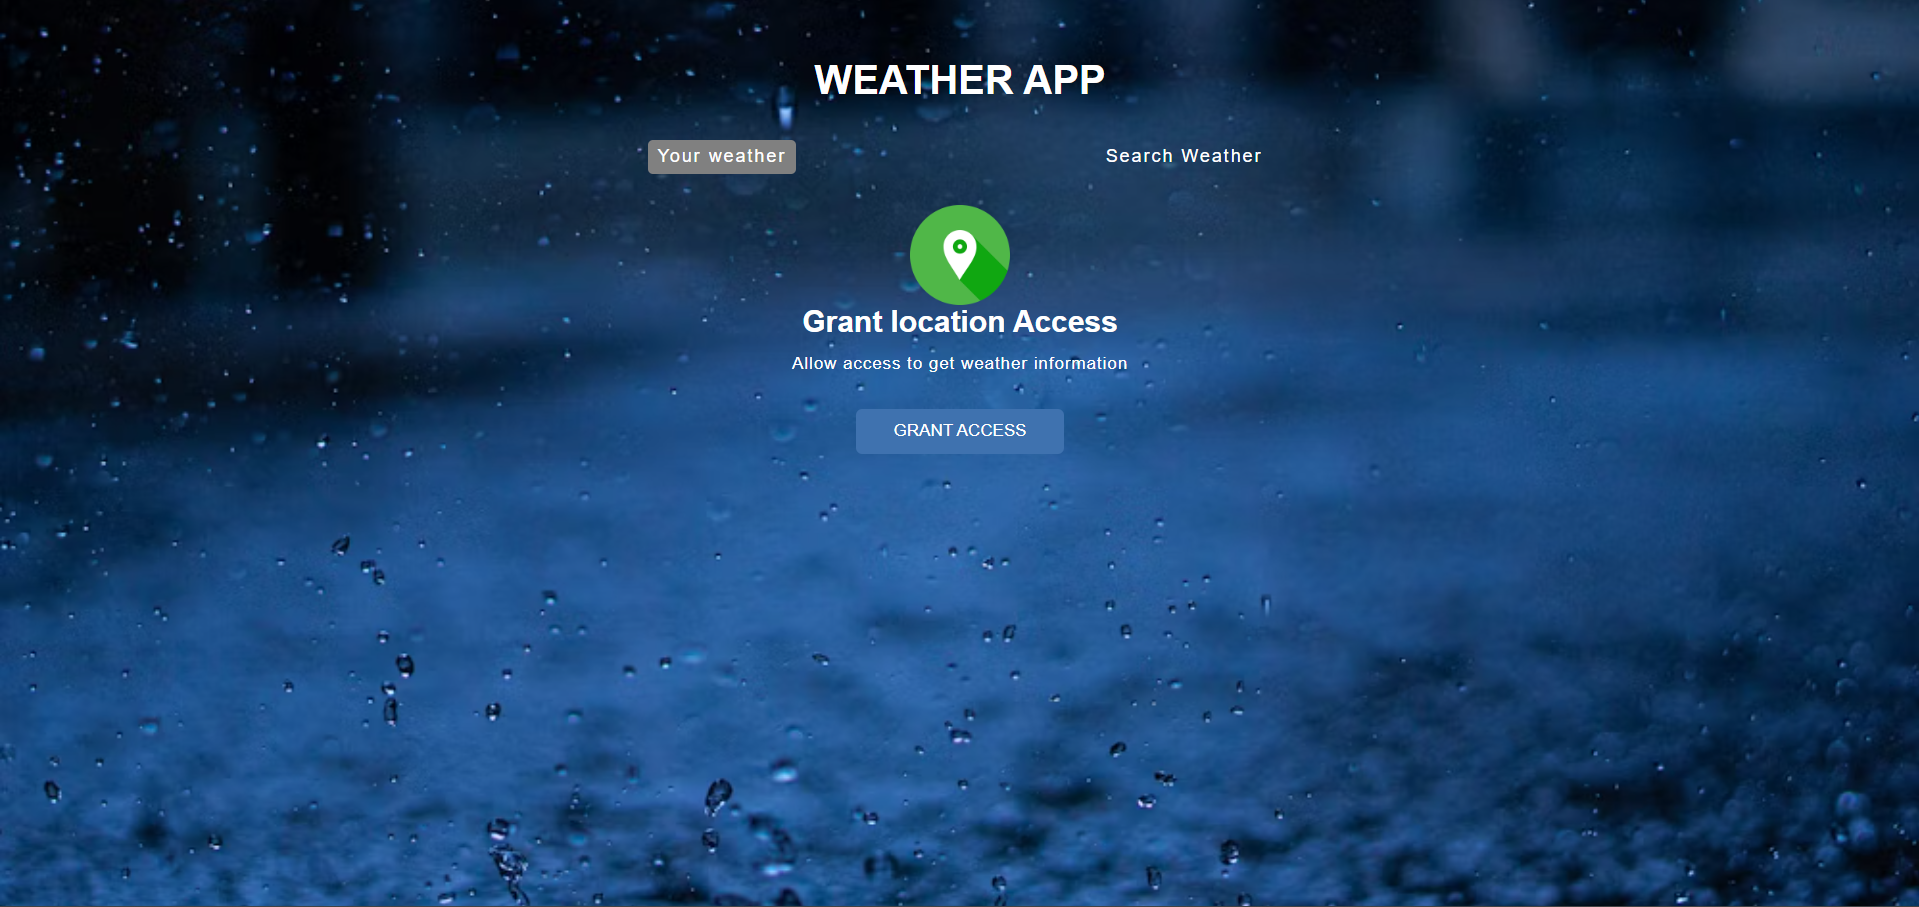 WEATHER APP
Your weather
Search Weather
Grant location Access
Allow access to get weather information
GRANT ACCESS